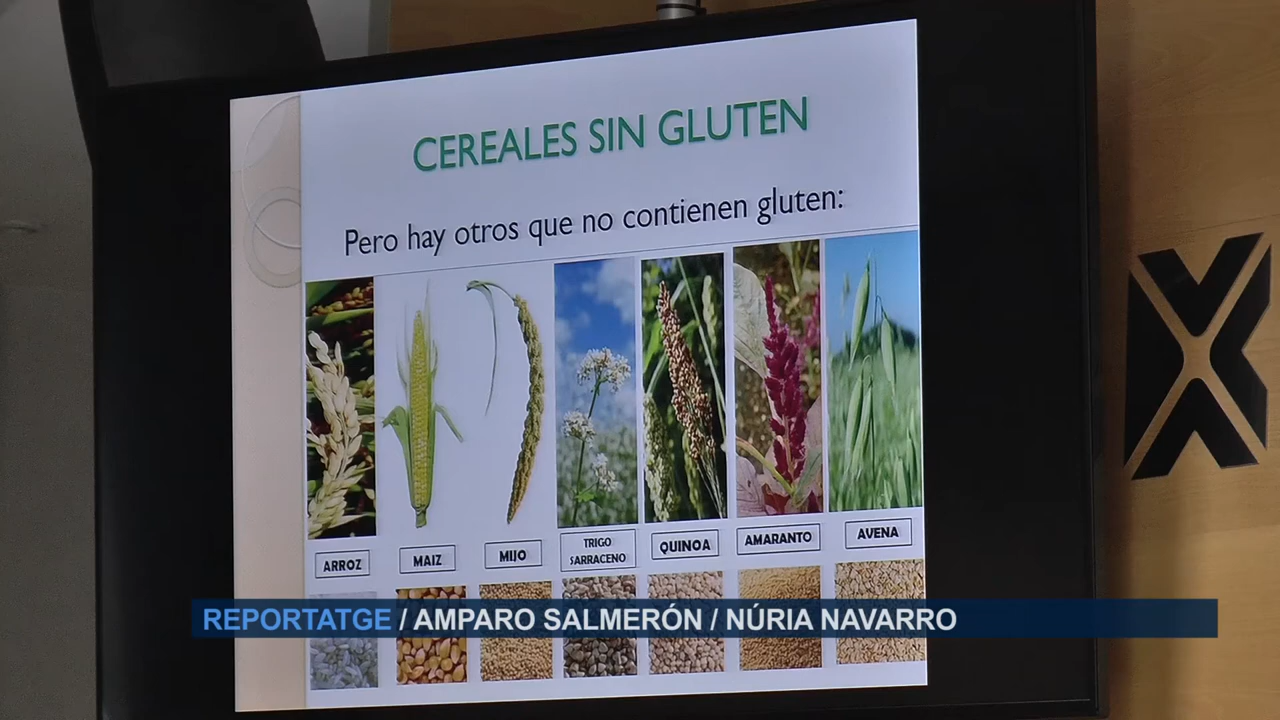 CEREALES SIN GLUTEN
Pero hay otros que no contienen gluten:
ARROZ
MAIZ
MIJO
TRIGO
SARRACENO
QUINOA
AMARANTO
AVENA
REPORTATGE / AMPARO SALMERÓN / NÚRIA NAVARRO